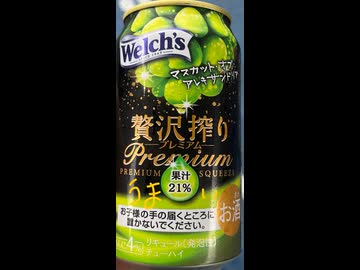 Welch's
マスカット オブ
アレキサンドリア
贅沢搾り
プレミアム
Premium
PREMIUM SQUEEZE
果汁
21%
お子様の手の届くところに
置かないでください。
お酒
4%
リキュール(発泡性)
チューハイ